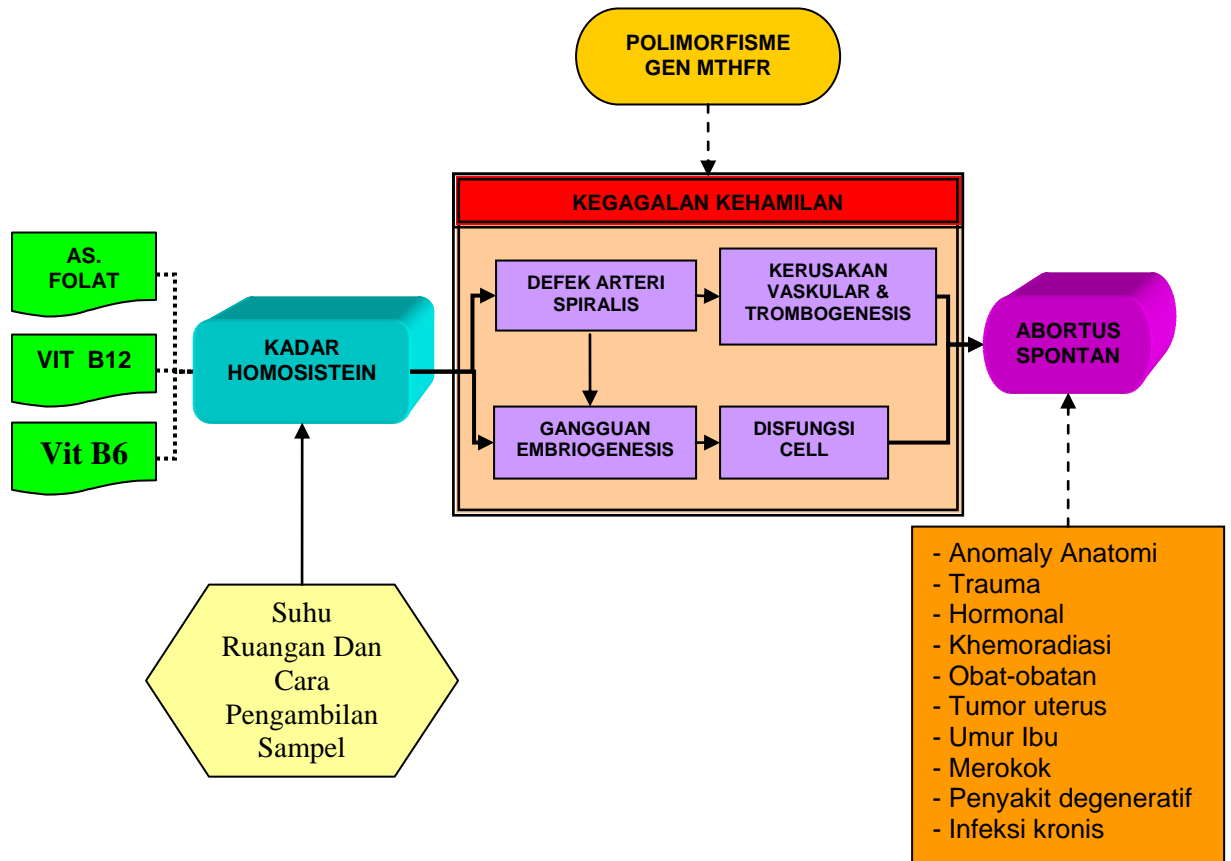 POLIMORFISME
GEN MTHFR
KEGAGALAN KEHAMILAN
AS.
FOLAT
VIT B12
Vit B6
KADAR
HOMOSISTEIN
DEFEK ARTERI
SPIRALIS
KERUSAKAN
VASKULAR &
TROMBOGENESIS
GANGGUAN
EMBRIOGENESIS
DISFUNGSI
CELL
ABORTUS
SPONTAN
Suhu
Ruangan Dan
Cara
Pengambilan
Sampel
- Anomaly Anatomi
- Trauma
- Hormonal
- Khemoradiasi
- Obat-obatan
- Tumor uterus
- Umur Ibu
- Merokok
- Penyakit degeneratif
- Infeksi kronis